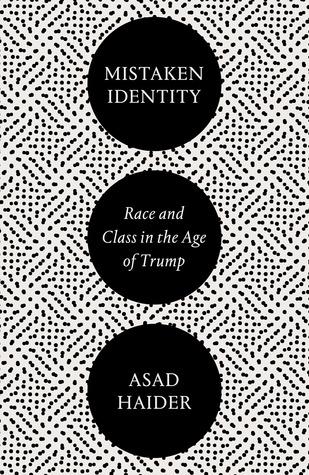 MISTAKEN
IDENTITY
Race and
Class in the Age
of Trump
ASAD
HAIDER